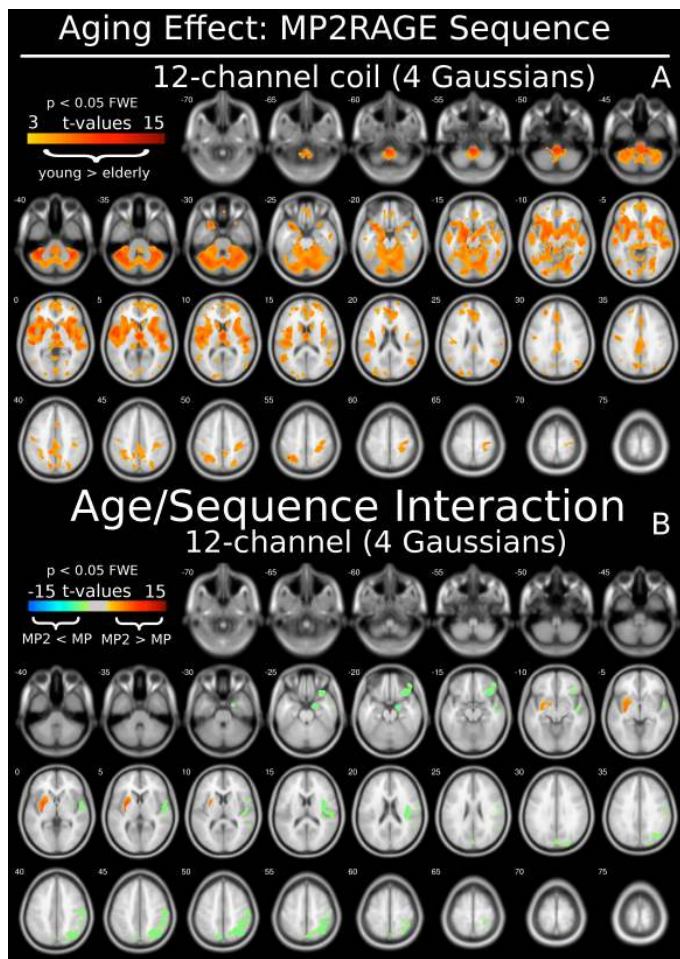 Aging Effect: MP2RAGE Sequence
12-channel coil (4 Gaussians)
A
p < 0.05 FWE
3 t-values 15
young > elderly
-70 -65 -60 -55 -50 -45
-40 -35 -30 -25 -20 -15 -10 -5
0 5 10 15 20 25 30 35
40 45 50 55 60 65 70 75
Age/Sequence Interaction
B
12-channel (4 Gaussians)
p < 0.05 FWE
-15 t-values 15
MP2 < MP MP2 > MP
-70 -65 -60 -55 -50 -45
-40 -35 -30 -25 -20 -15 -10 -5
0 5 10 15 20 25 30 35
40 45 50 55 60 65 70 75